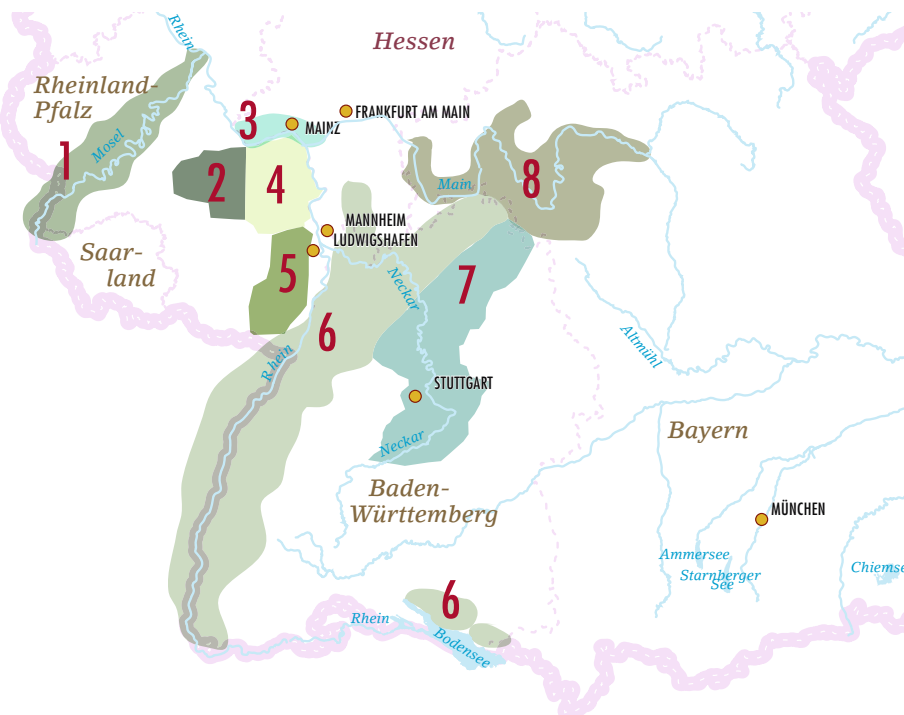 Rhein
Hessen
Rheinland-
Pfalz
FRANKFURT AM MAIN
3
MAINZ
Mosel
1
2
4
Main
8
MANNHEIM
LUDWIGSHAFEN
Saar-
land
5
Neckar
7
6
Rhein
Altmühl
STUTTGART
Neckar
Bayern
Baden-
Württemberg
MÜNCHEN
Ammersee
Starnberger
See
Chiemse
6
Rhein
Bodensee